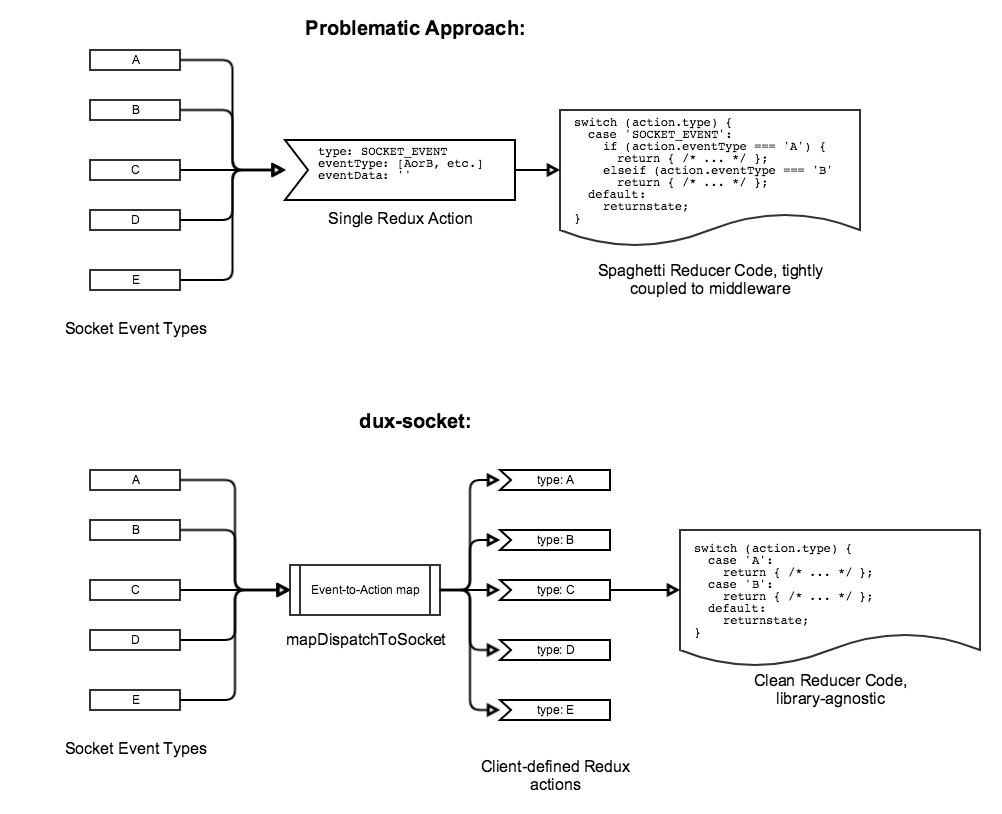 Problematic Approach:
A
B
C
D
E
Socket Event Types
type: SOCKET_EVENT
eventType: [AorB, etc.]
eventData: ''
Single Redux Action
switch (action.type) {
case 'SOCKET_EVENT':
if (action.eventType === 'A') {
return { /* ... */ };
elseif (action.eventType === 'B'
return { /* ... */ };
default:
returnstate;
}
Spaghetti Reducer Code, tightly
coupled to middleware
dux-socket:
A
B
C
D
E
Socket Event Types
Event-to-Action map
mapDispatchToSocket
type: A
type: B
type: C
type: D
type: E
Client-defined Redux
actions
switch (action.type) {
case 'A':
return { /* ... */ };
case 'B':
return { /* ... */ };
default:
returnstate;
}
Clean Reducer Code,
library-agnostic